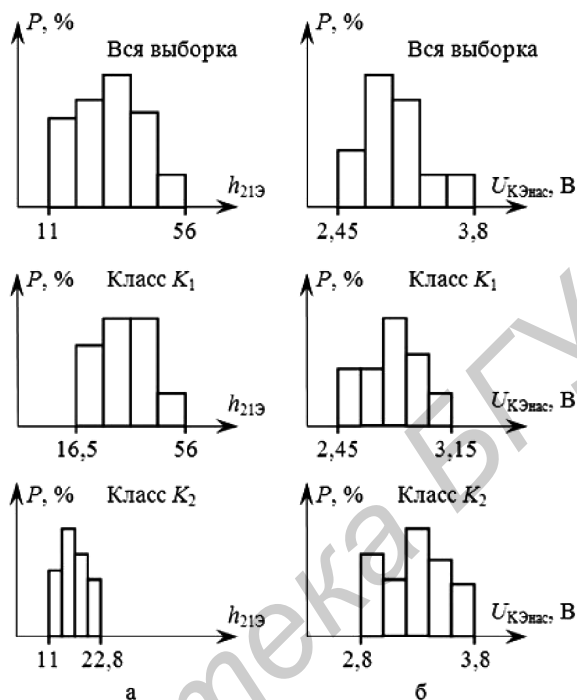 P, %
Вся выборка
h21Э
11 56
P, %
Вся выборка
UКЭнас, В
2,45 3,8
P, %
Класс K1
h21Э
16,5 56
P, %
Класс K1
UКЭнас, В
2,45 3,15
P, %
Класс K2
h21Э
11 22,8
а
P, %
Класс K2
UКЭнас, В
2,8 3,8
б
тека БГУ